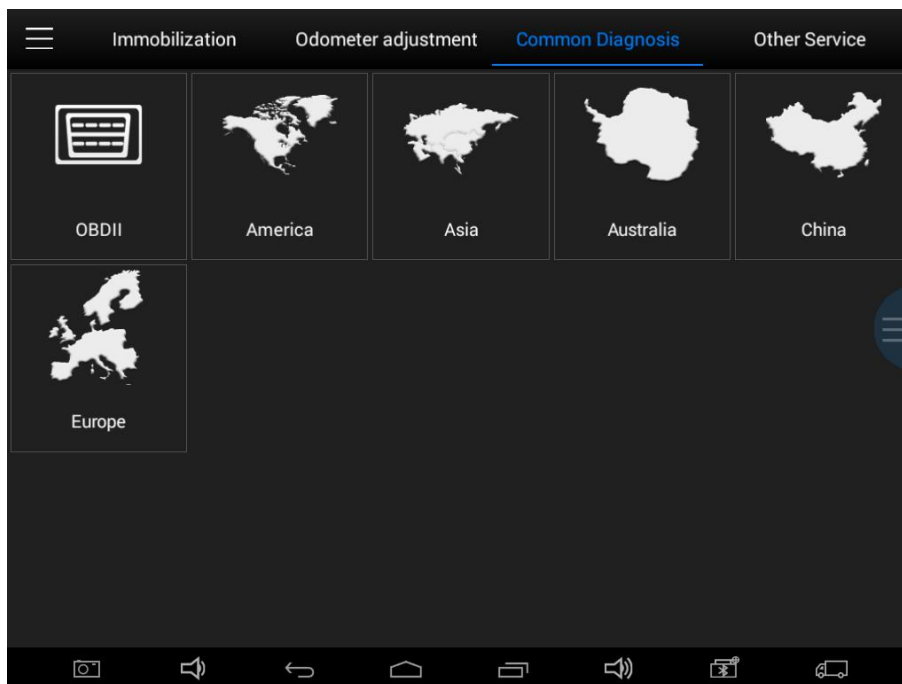 Immobilization Odometer adjustment Common Diagnosis Other Service
OBDII America Asia Australia China
Europe